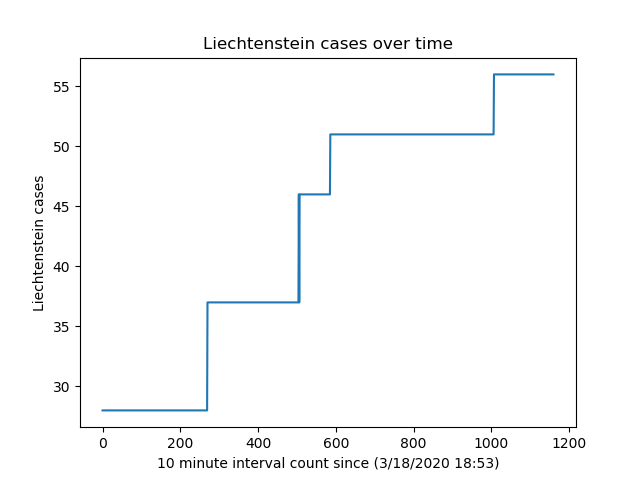 Liechtenstein cases over time
Liechtenstein cases
55
50
45
40
35
30
0 200 400 600 800 1000 1200
10 minute interval count since (3/18/2020 18:53)